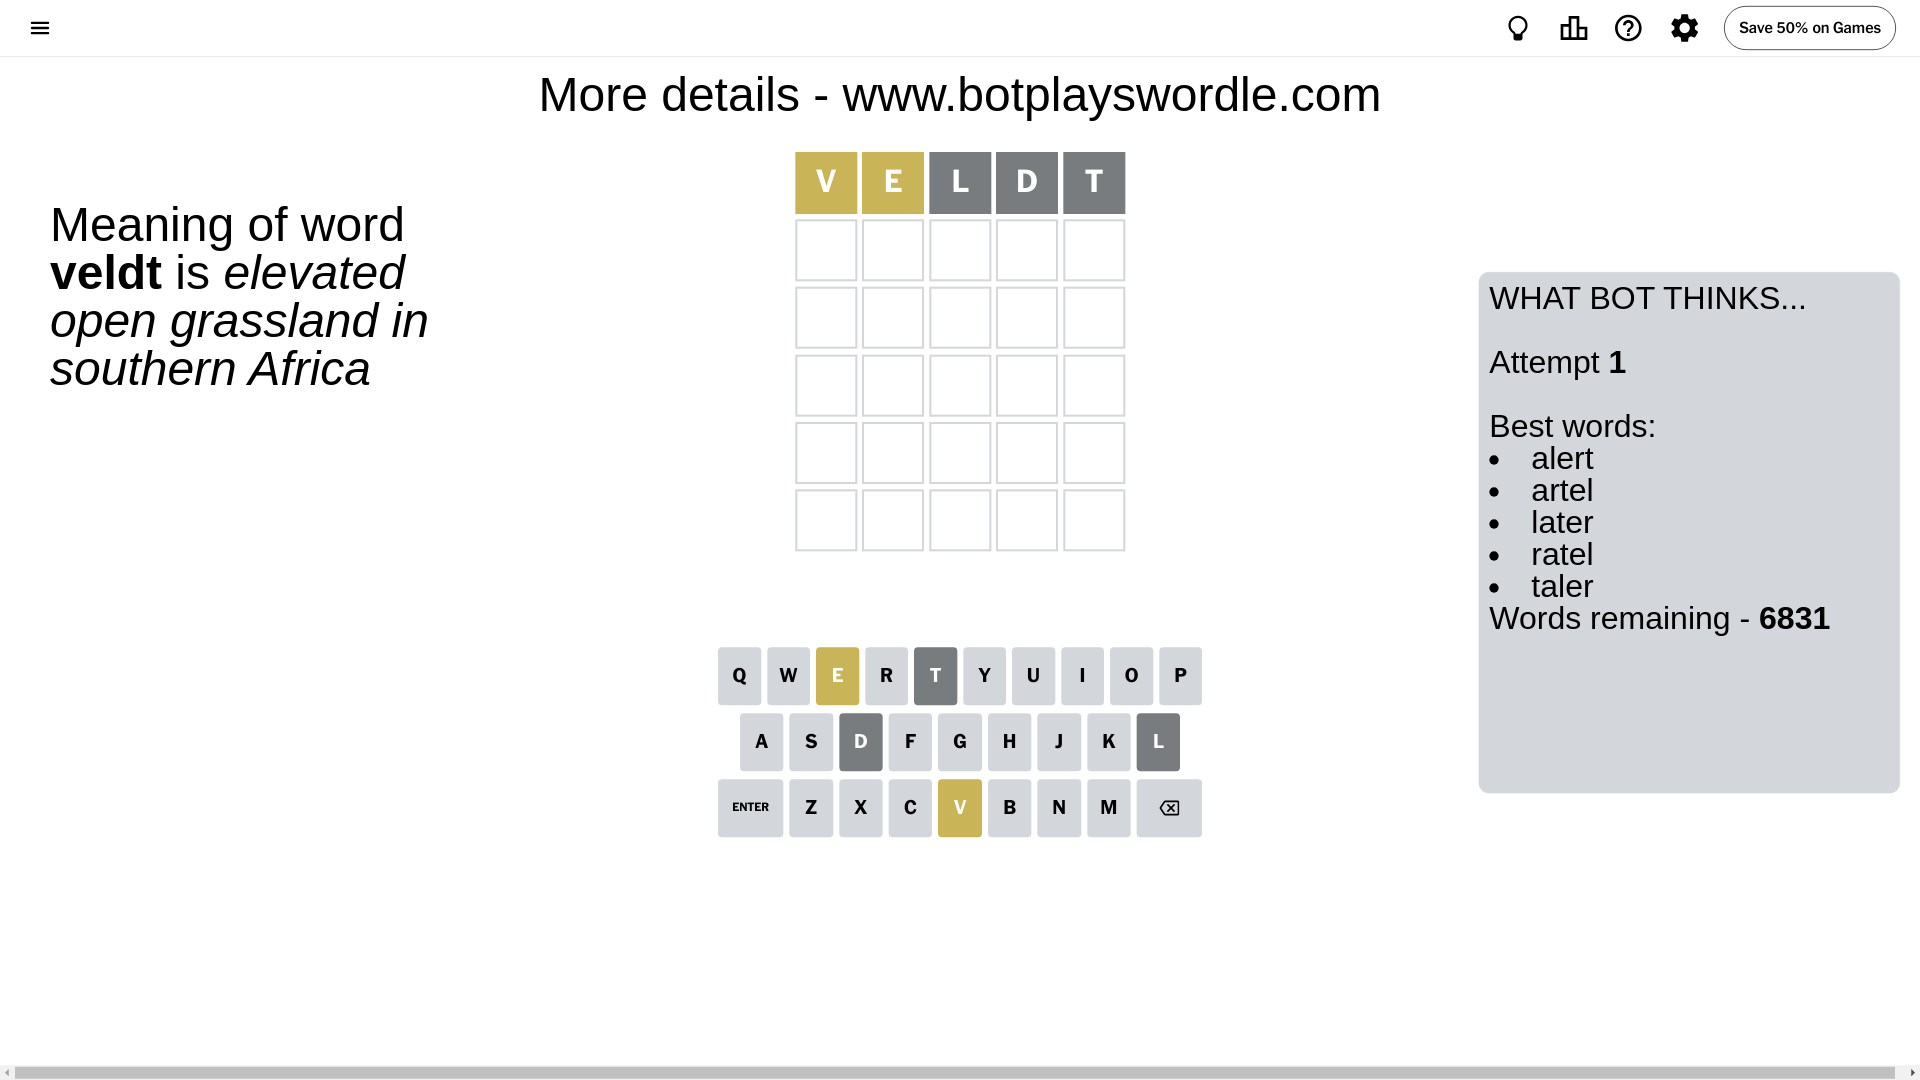 Save 50% on Games
More details - www.botplayswordle.com
V E L D T
Meaning of word
veldt is elevated
open grassland in
southern Africa
WHAT BOT THINKS...
Attempt 1
Best words:
alert
artel
later
ratel
taler
Words remaining - 6831
Q W E R T Y U I O P
A S D F G H J K L
ENTER Z X C V B N M